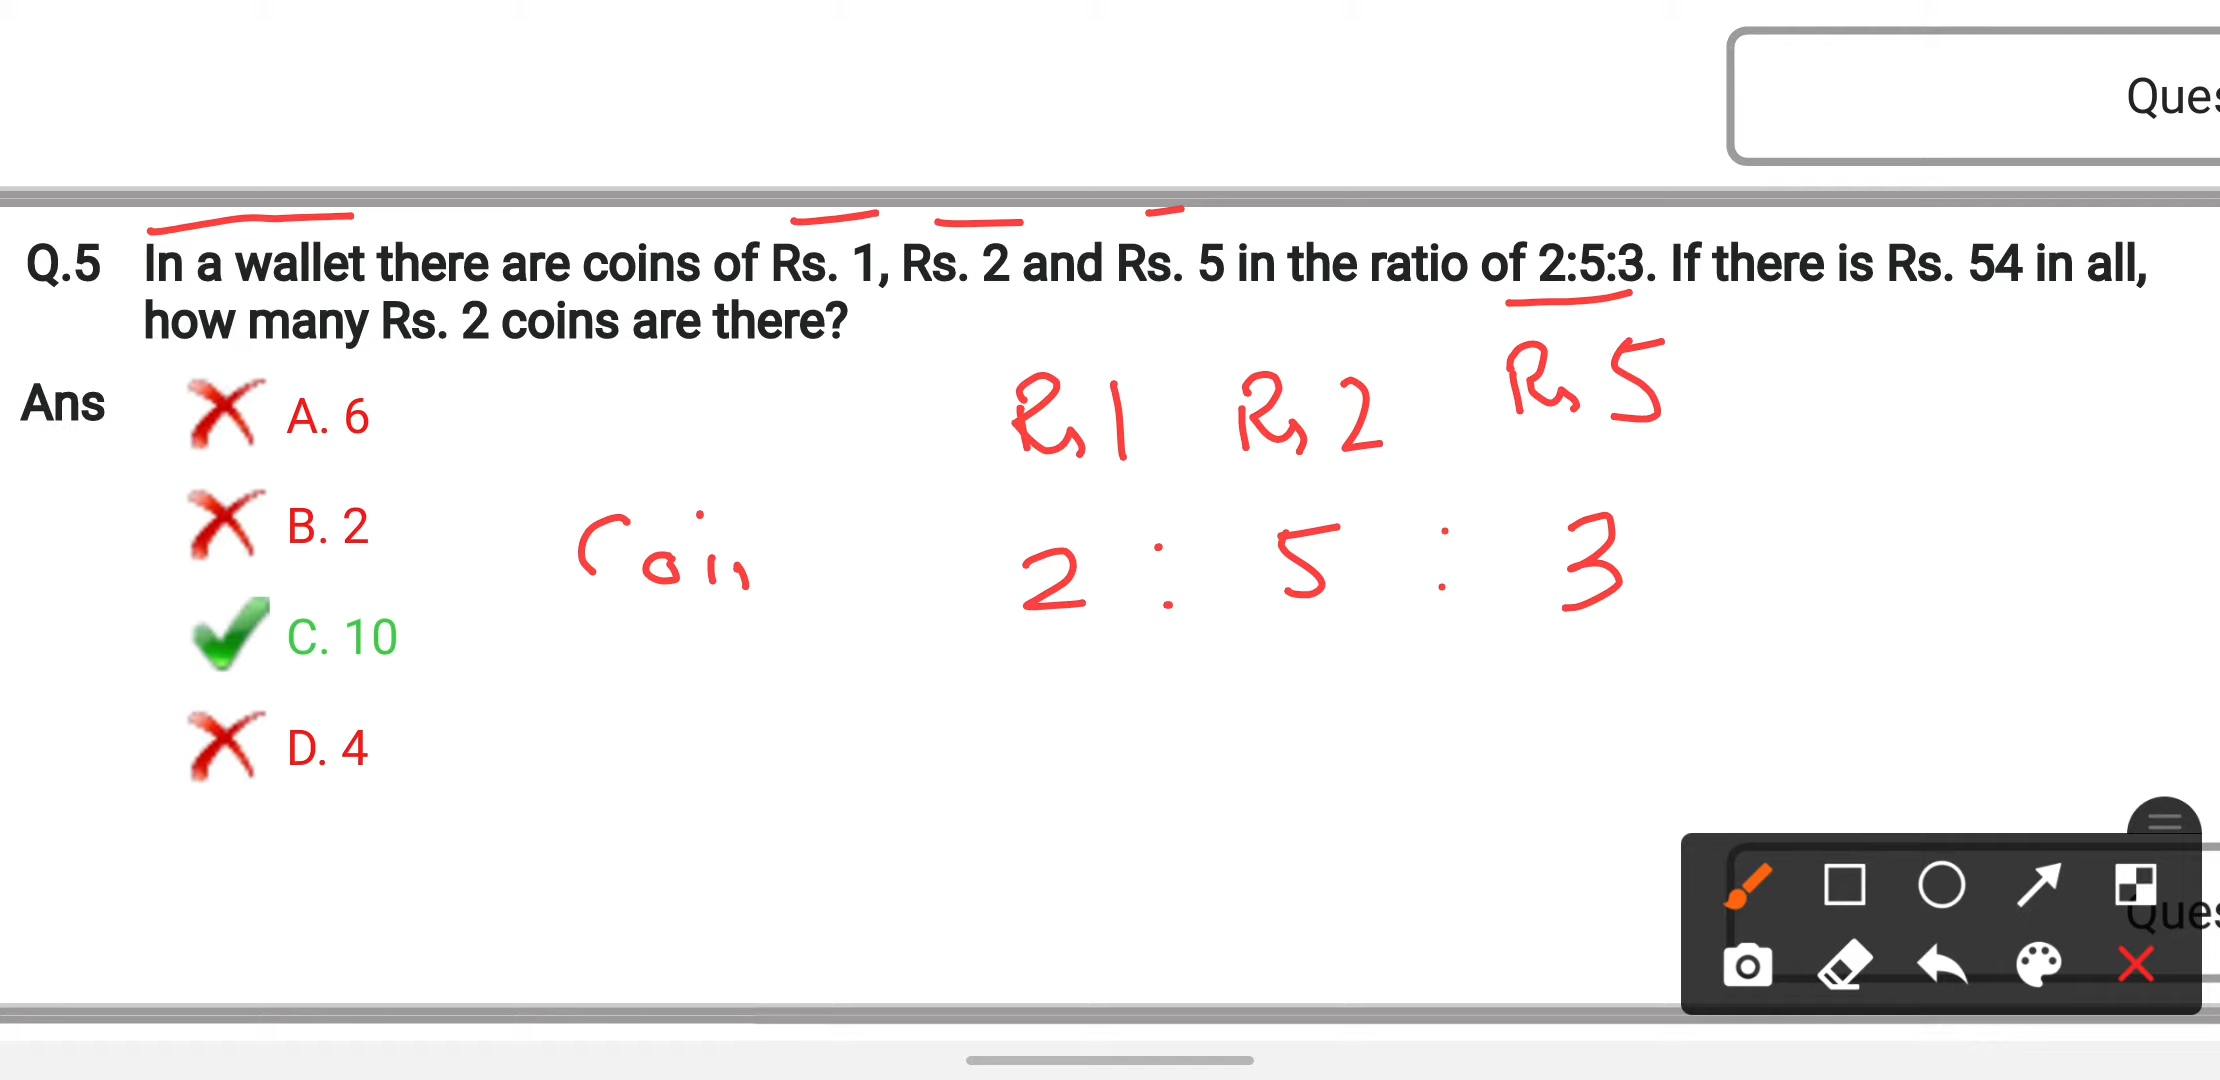 Ques
Q.5 In a wallet there are coins of Rs. 1, Rs. 2 and Rs. 5 in the ratio of 2:5:3. If there is Rs. 54 in all,
how many Rs. 2 coins are there?
Ans
A. 6
B. 2
C. 10
D. 4
Rs 1 Rs 2 Rs 5
Coin 2 : 5 : 3
Ques